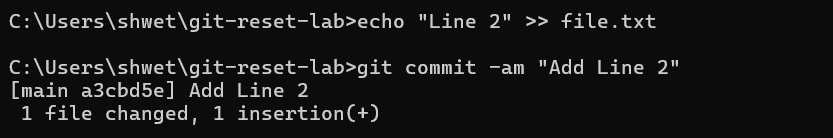 C:\Users\shwet\git-reset-lab>echo "Line 2" >> file.txt
C:\Users\shwet\git-reset-lab>git commit -am "Add Line 2"
[main a3cbd5e] Add Line 2
 1 file changed, 1 insertion(+)